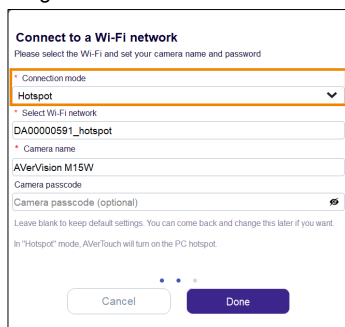 Connect to a Wi-Fi network
Please select the Wi-Fi and set your camera name and password
* Connection mode
Hotspot
* Select Wi-Fi network
DA00000591_hotspot
* Camera name
AVerVision M15W
Camera passcode
Camera passcode (optional)
Leave blank to keep default settings. You can come back and change this later if you want.
In "Hotspot" mode, AVerTouch will turn on the PC hotspot.
Cancel Done